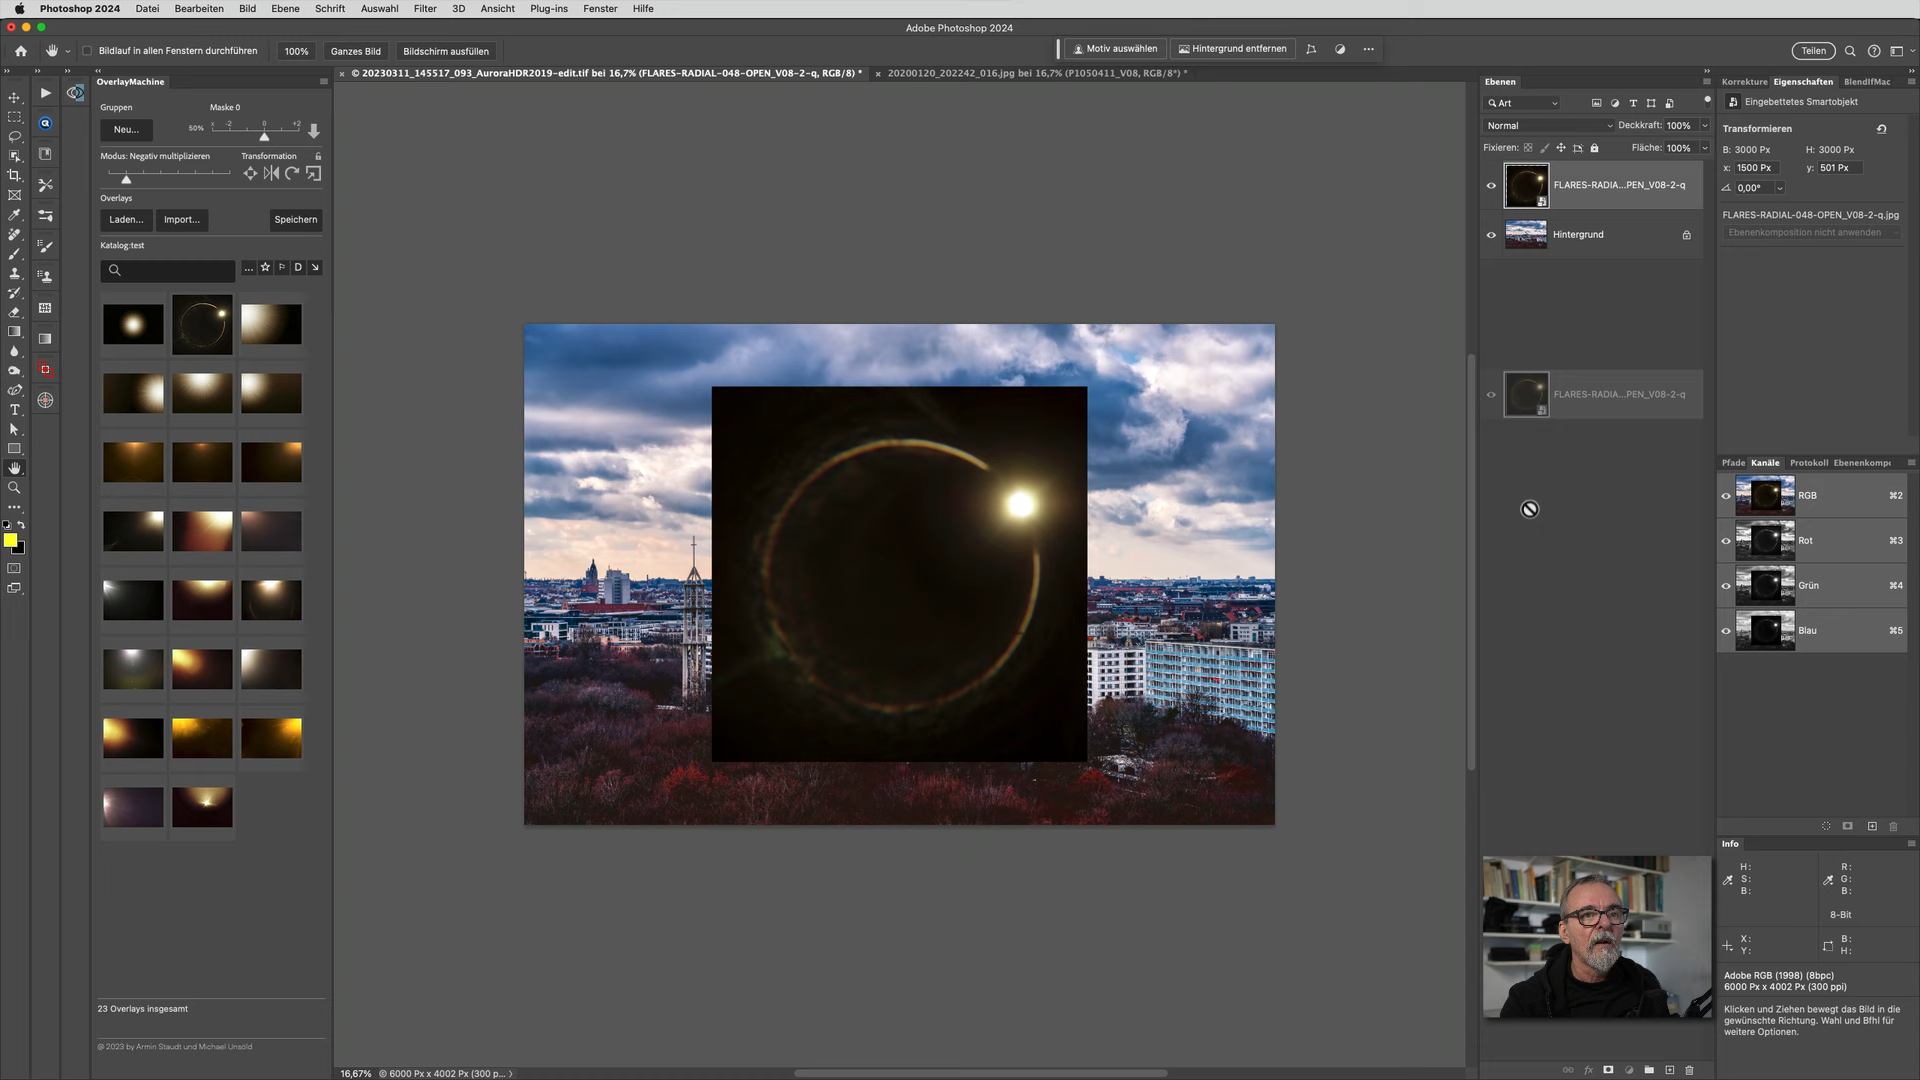 Photoshop 2024 Datei Bearbeiten Bild Ebene Schrift Auswahl Filter 3D Ansicht Plug-ins Fenster Hilfe
Adobe Photoshop 2024
Bildlauf in allen Fenstern durchführen 100% Ganzes Bild Bildschirm ausfüllen Motiv auswählen Hintergrund entfernen Teilen
© 20230311_145517_093_AuroraHDR2019-edit.tif bei 16,7% (FLARES-RADIAL-048-OPEN_V08-2-q, RGB/8) * 20200120_202242_016.jpg bei 16,7% (P1050411_V08, RGB/8*) *
OverlayMachine
Gruppen Maske 0
Neu... 50% X -2 0 +2
Modus: Negativ multiplizieren Transformation
Overlays
Laden... Import... Speichern
Katalog:test
... D
23 Overlays insgesamt
@ 2023 by Armin Staudt und Michael Unsöld
16,67% © 6000 Px x 4002 Px (300 p...
Ebenen
Art
Normal Deckkraft: 100%
Fixieren: Fläche: 100%
FLARES-RADIA...PEN_V08-2-q
Hintergrund
FLARES-RADIA...PEN_V08-2-q
fx
Korrekture Eigenschaften BlendIfMac
Eingebettetes Smartobjekt
Transformieren
B: 3000 Px H: 3000 Px
x: 1500 Px y: 501 Px
0,00°
FLARES-RADIAL-048-OPEN_V08-2-q.jpg
Ebenenkomposition nicht anwenden
Pfade Kanäle Protokoll Ebenenkompo
RGB ⌘2
Rot ⌘3
Grün ⌘4
Blau ⌘5
Info
H: R:
S: G:
B: B:
8-Bit
X: B:
Y: H:
Adobe RGB (1998) (8bpc)
6000 Px x 4002 Px (300 ppi)
Klicken und Ziehen bewegt das Bild in die
gewünschte Richtung. Wahl und Bfhl für
weitere Optionen.